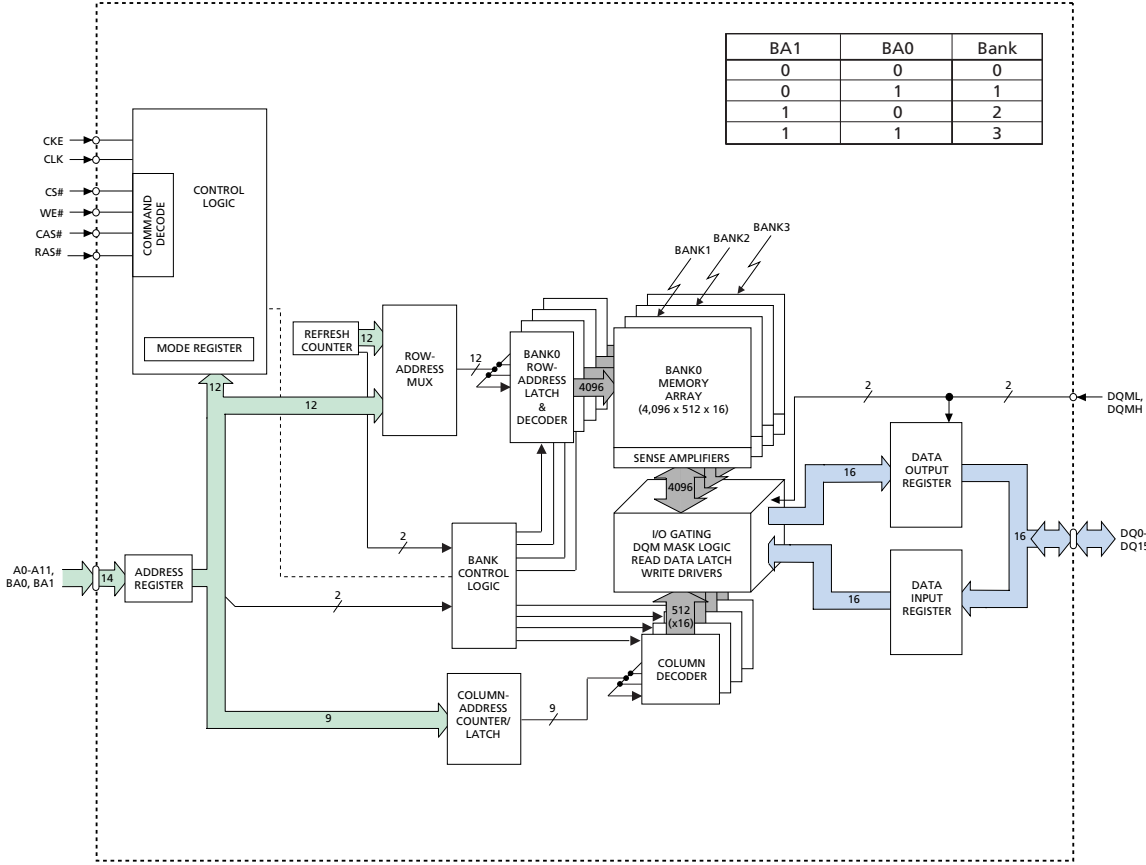 BA1 BA0 Bank
0 0 0
0 1 1
1 0 2
1 1 3
CKE
CLK
CS#
WE#
CAS#
RAS#
COMMAND
DECODE
CONTROL
LOGIC
MODE REGISTER
12
REFRESH
COUNTER
12
12
ROW-
ADDRESS
MUX
12
BANK0
ROW-
ADDRESS
LATCH
&
DECODER
4096
BANK1
BANK2
BANK3
BANK0
MEMORY
ARRAY
(4,096 x 512 x 16)
SENSE AMPLIFIERS
4096
I/O GATING
DQM MASK LOGIC
READ DATA LATCH
WRITE DRIVERS
512
(x16)
COLUMN
DECODER
2
2
DQML,
DQMH
16
DATA
OUTPUT
REGISTER
16
DQ0-
DQ15
16
DATA
INPUT
REGISTER
A0-A11,
BA0, BA1
14
ADDRESS
REGISTER
2
2
BANK
CONTROL
LOGIC
9
COLUMN-
ADDRESS
COUNTER/
LATCH
9